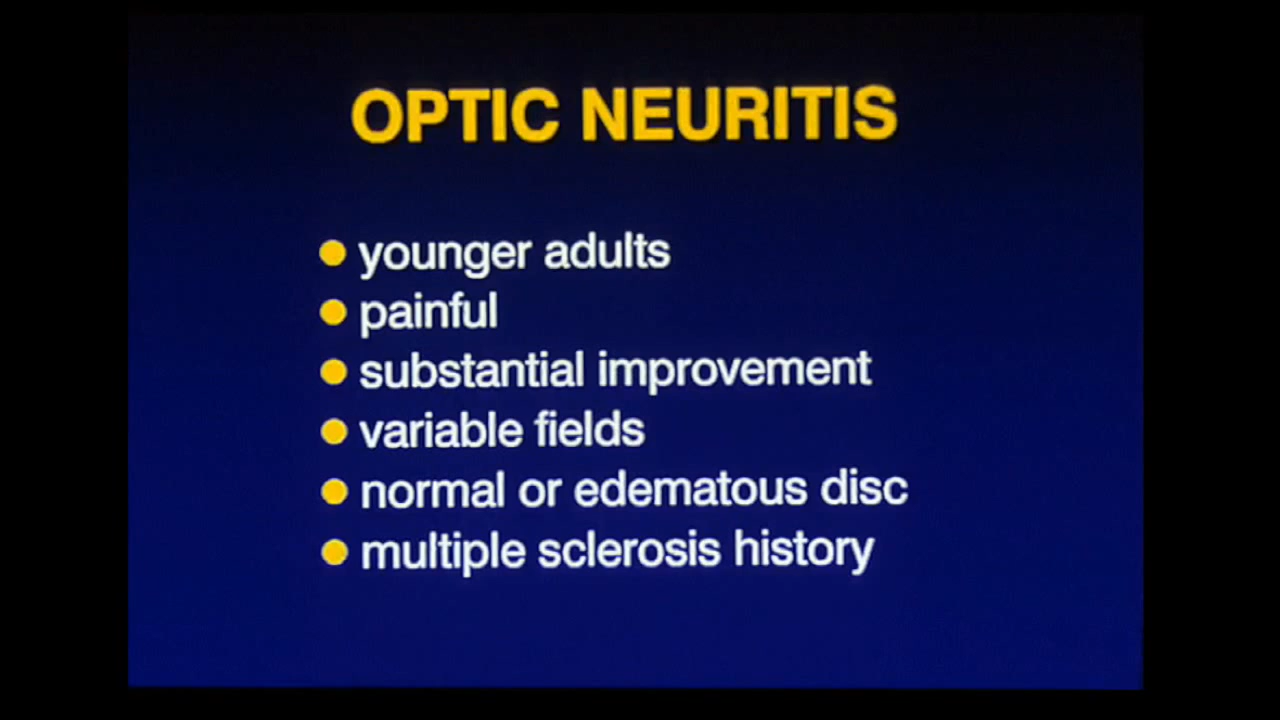 OPTIC NEURITIS
younger adults
painful
substantial improvement
variable fields
normal or edematous disc
multiple sclerosis history